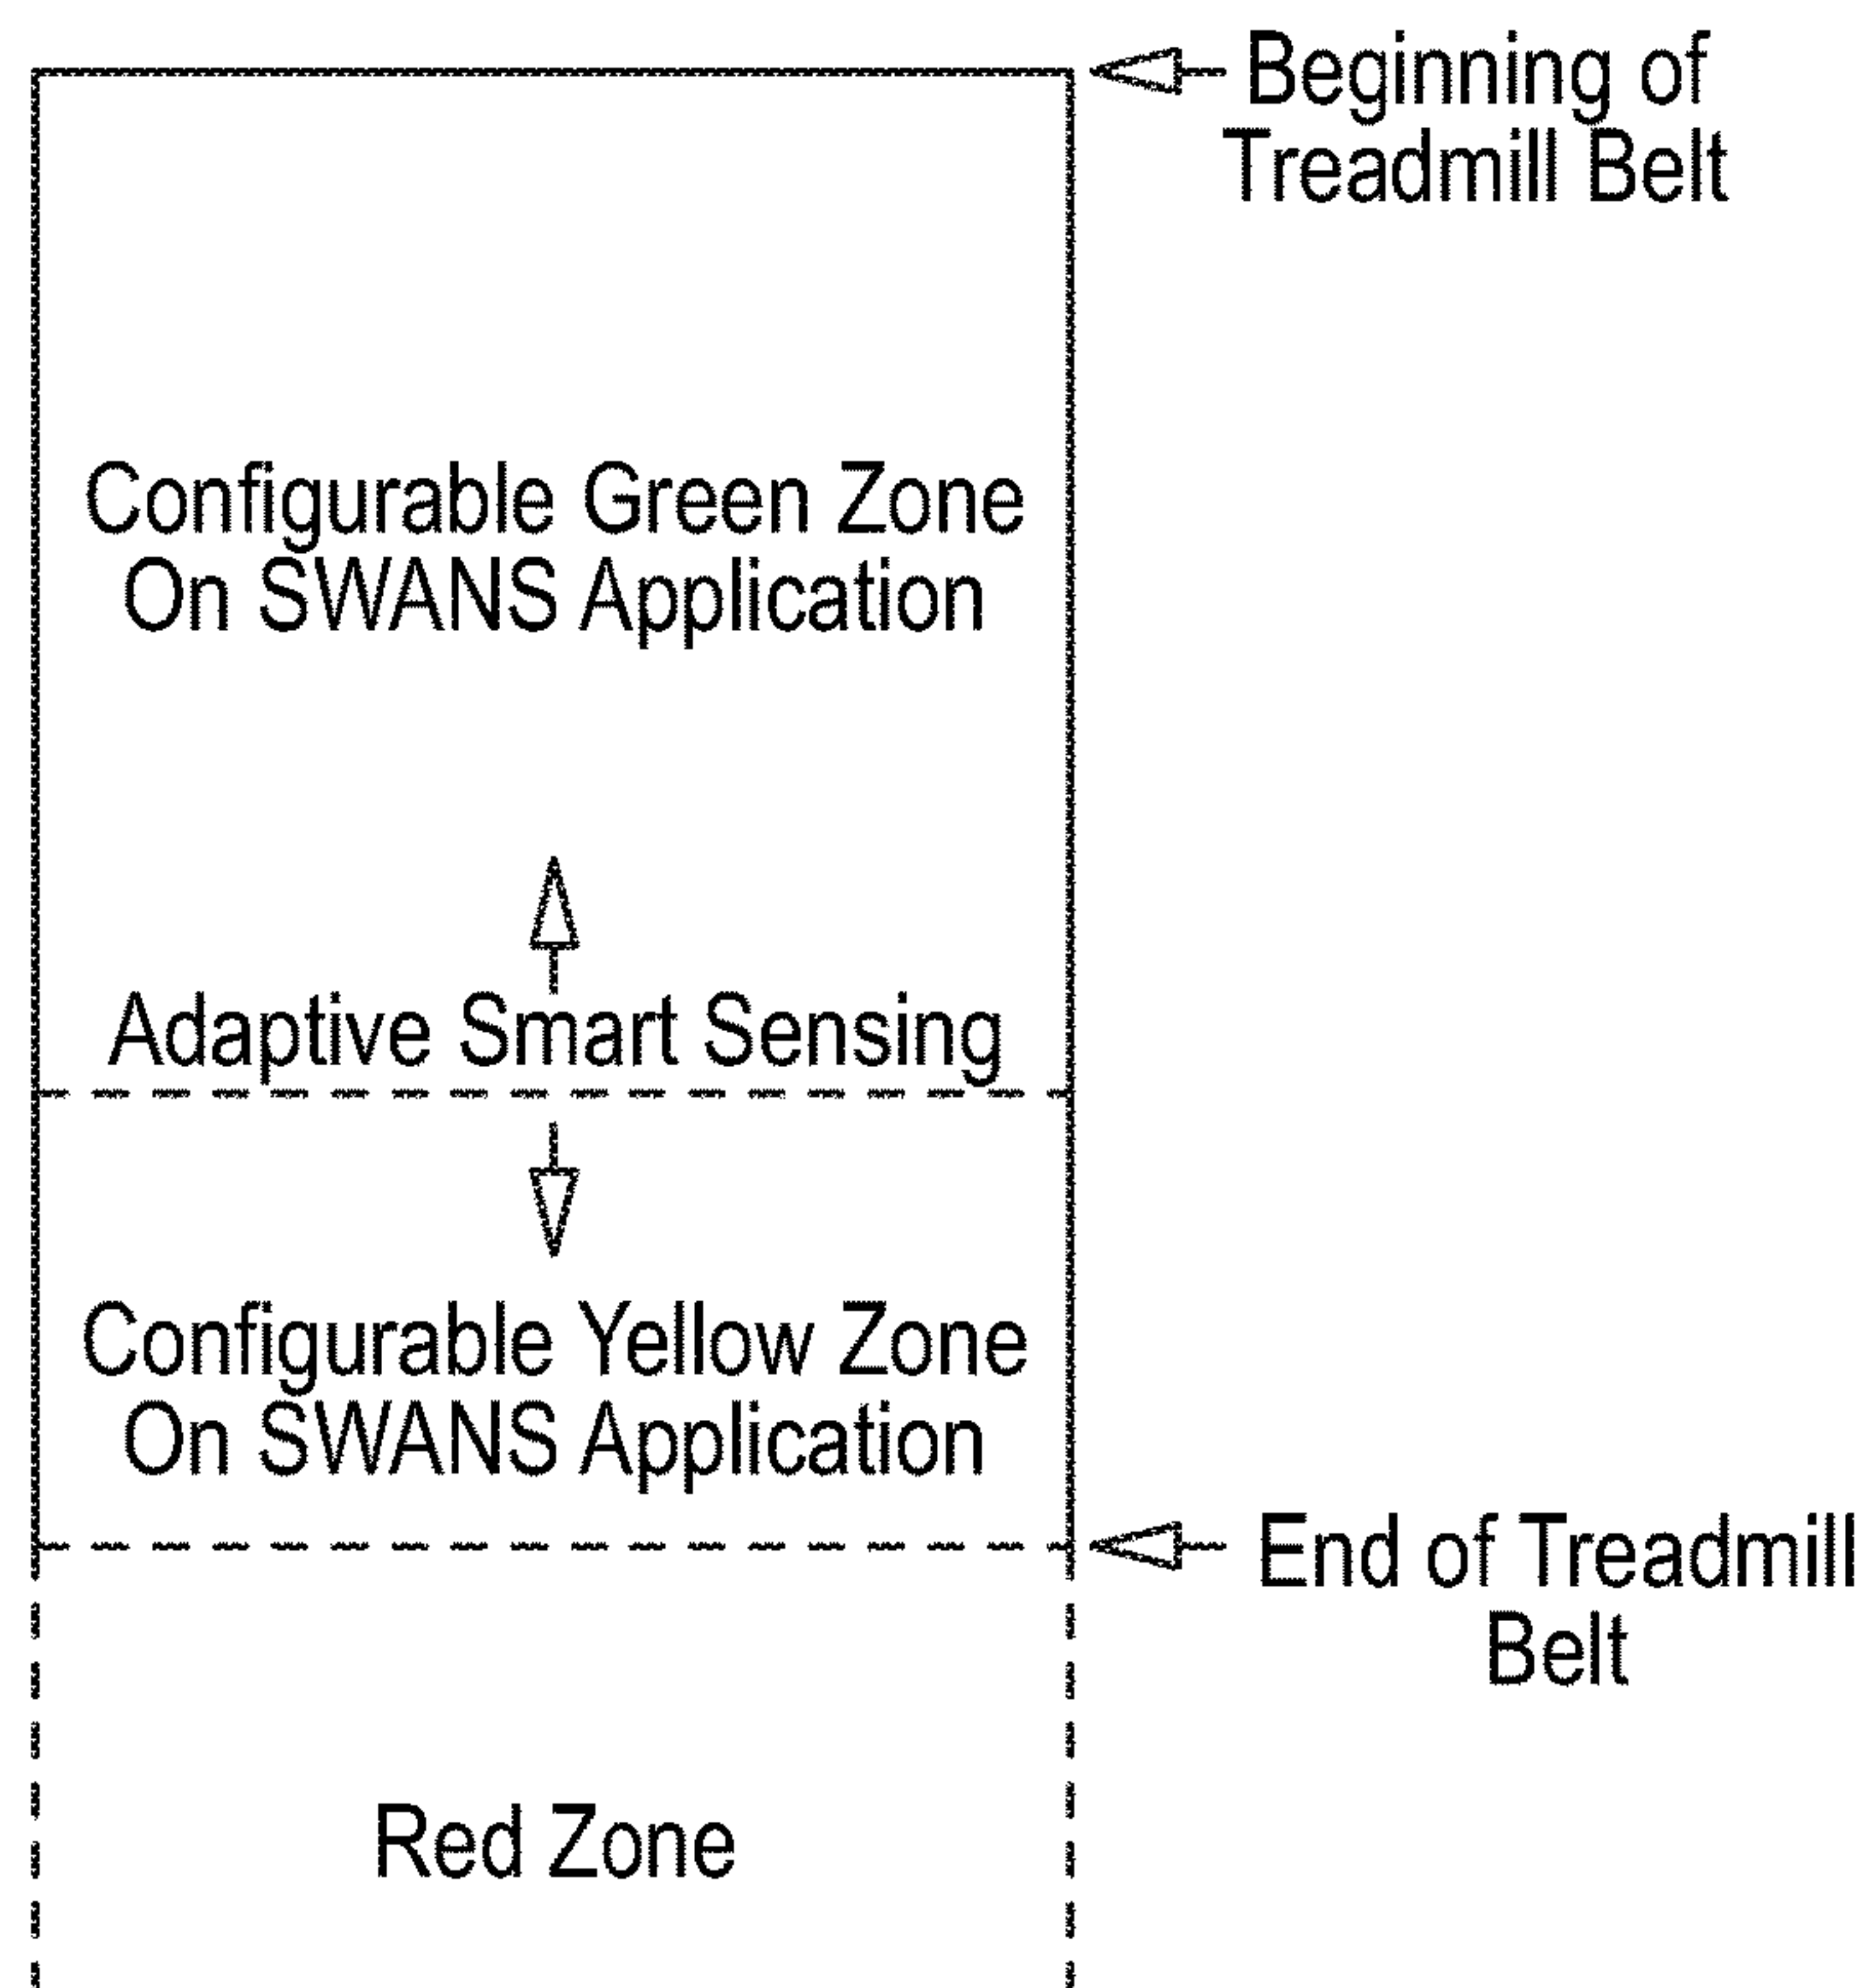 Beginning of
Treadmill Belt
Configurable Green Zone
On SWANS Application
Adaptive Smart Sensing
Configurable Yellow Zone
On SWANS Application
End of Treadmill
Belt
Red Zone